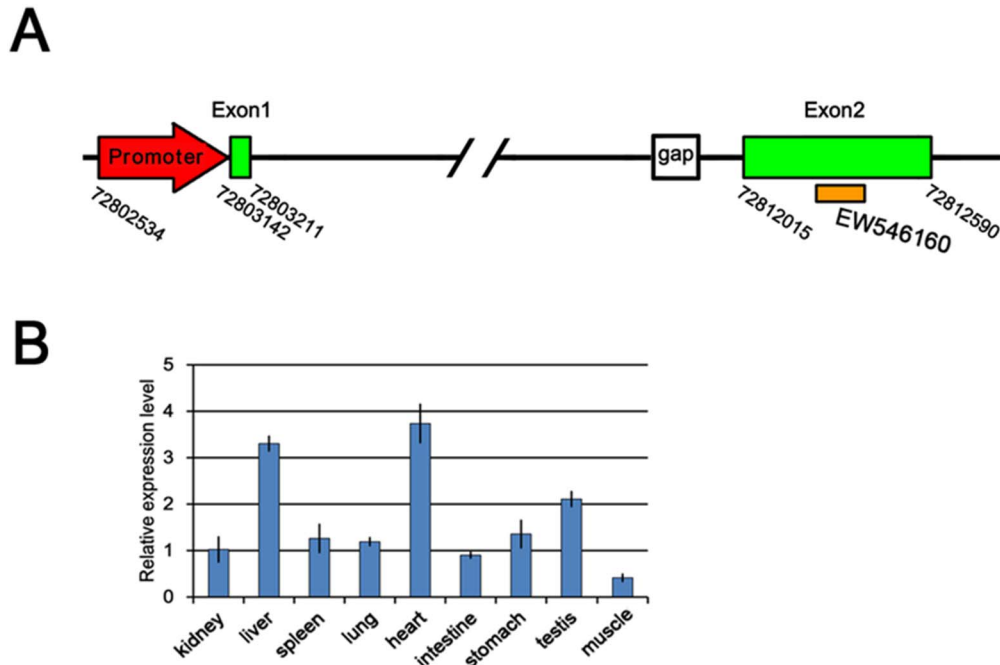 A
Exon1
Exon2
Promoter
gap
72802534
72803142
72803211
72812015
EW546160
72812590
B
Relative expression level
5
4
3
2
1
0
kidney
liver
spleen
lung
heart
intestine
stomach
testis
muscle